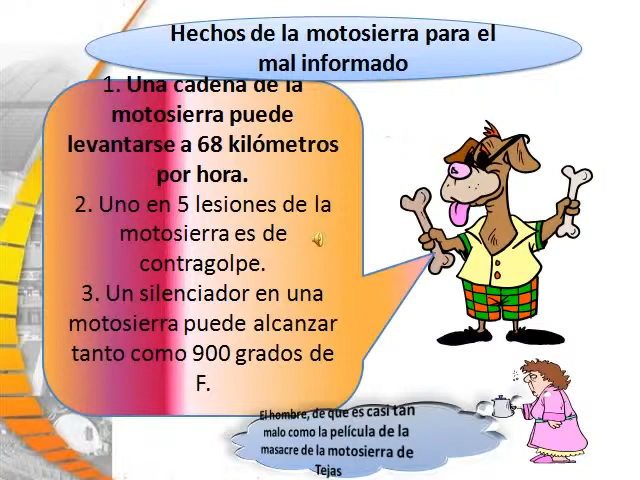 Hechos de la motosierra para el
mal informado
1. Una cadena de la
motosierra puede
levantarse a 68 kilómetros
por hora.
2. Uno en 5 lesiones de la
motosierra es de
contragolpe.
3. Un silenciador en una
motosierra puede alcanzar
tanto como 900 grados de
F.
El hombre, de que es casi tan
malo como la película de la
masacre de la motosierra de
Tejas